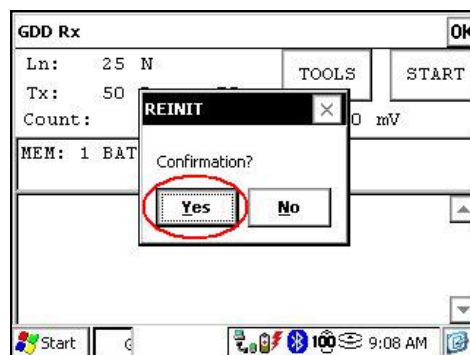 GDD Rx OK
Ln: 25 N
TOOLS START
Tx: 50
Count: 0 mV
REINIT
MEM: 1 BAT
Confirmation?
Yes No
Start 100 9:08 AM